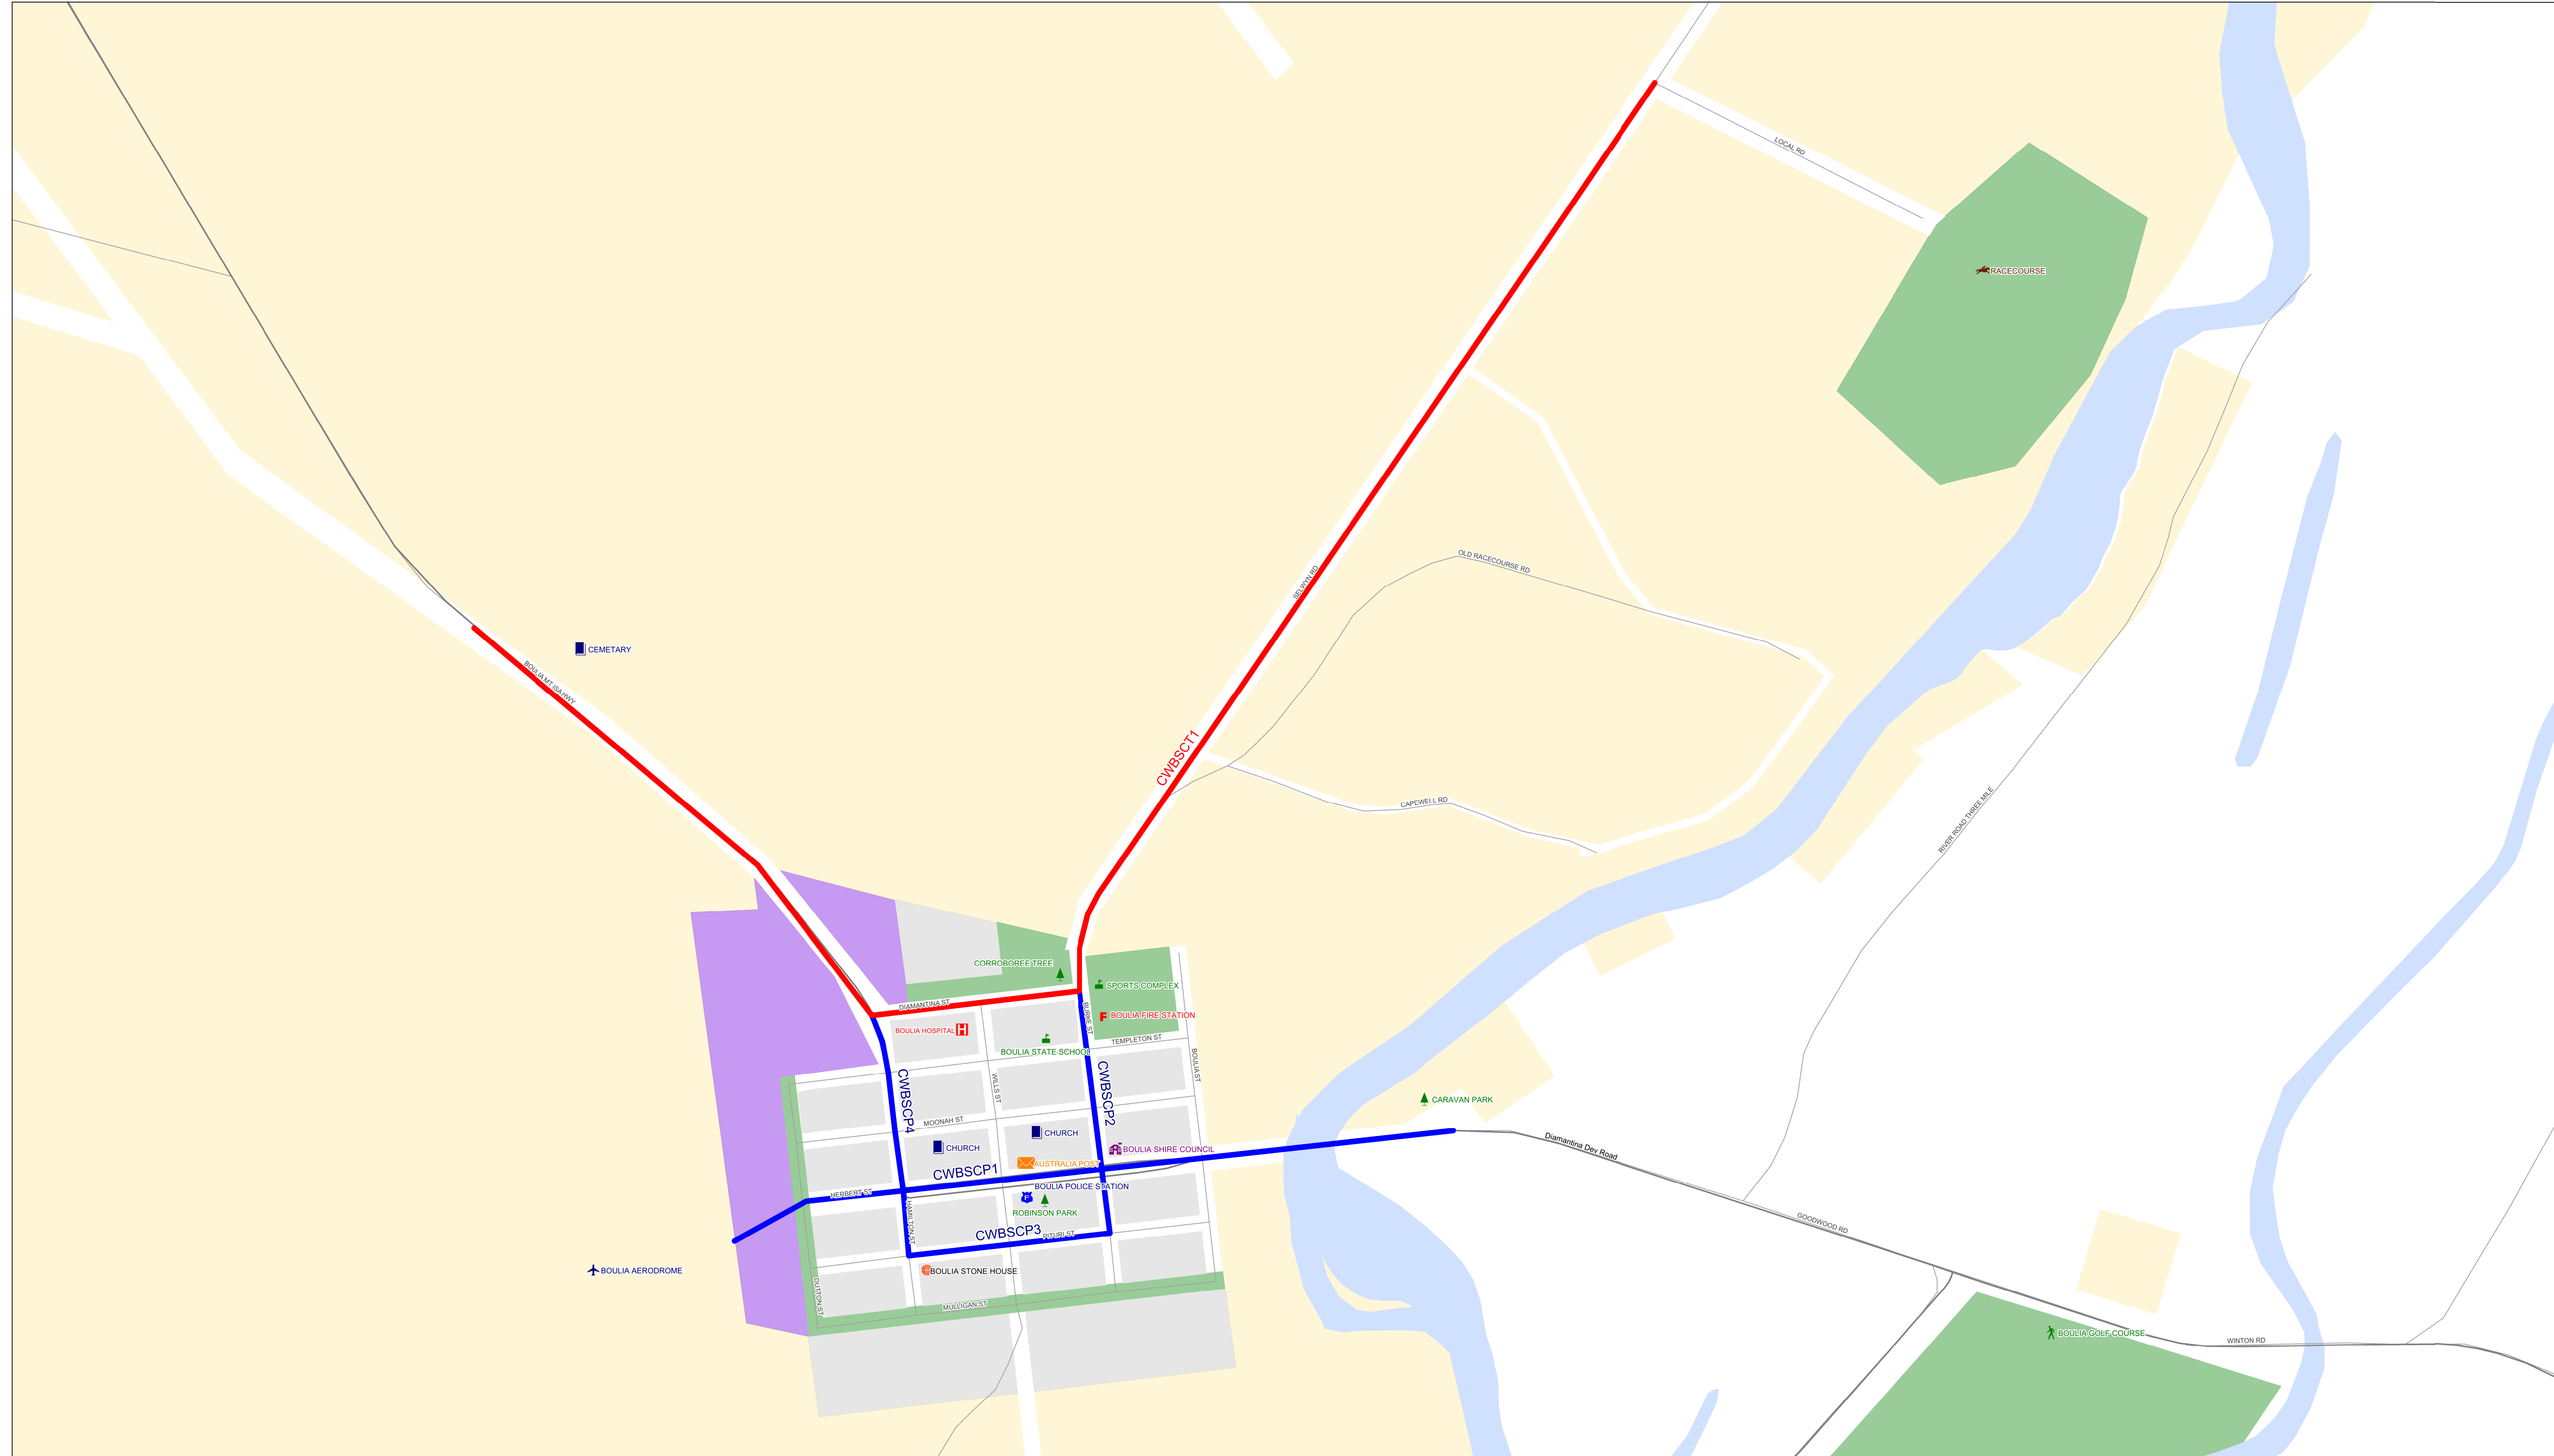 LOCAL RD
RACECOURSE
OLD RACECOURSE RD
SELWYN RD
CEMETARY
BOULIA MT ISA HWY
CWBSCT1
CAPEWELL RD
RIVER ROAD THREE MILE
CORROBOREE TREE
SPORTS COMPLEX
DIAMANTINA ST
BURKE ST
F BOULIA FIRE STATION
BOULIA HOSPITAL H
TEMPLETON ST
BOULIA STATE SCHOOL
BOULIA ST
WILLS ST
CWBSCP4
CWBSCP2
CARAVAN PARK
MOONAH ST
CHURCH
CHURCH
BOULIA SHIRE COUNCIL
Diamantina Dev Road
AUSTRALIA POST
CWBSCP1
BOULIA POLICE STATION
P
HERBERT ST
HAMILTON ST
ROBINSON PARK
GOODWOOD RD
CWBSCP3
PITURI ST
BOULIA AERODROME
BOULIA STONE HOUSE
DUTTON ST
MULLIGAN ST
BOULIA GOLF COURSE
WINTON RD